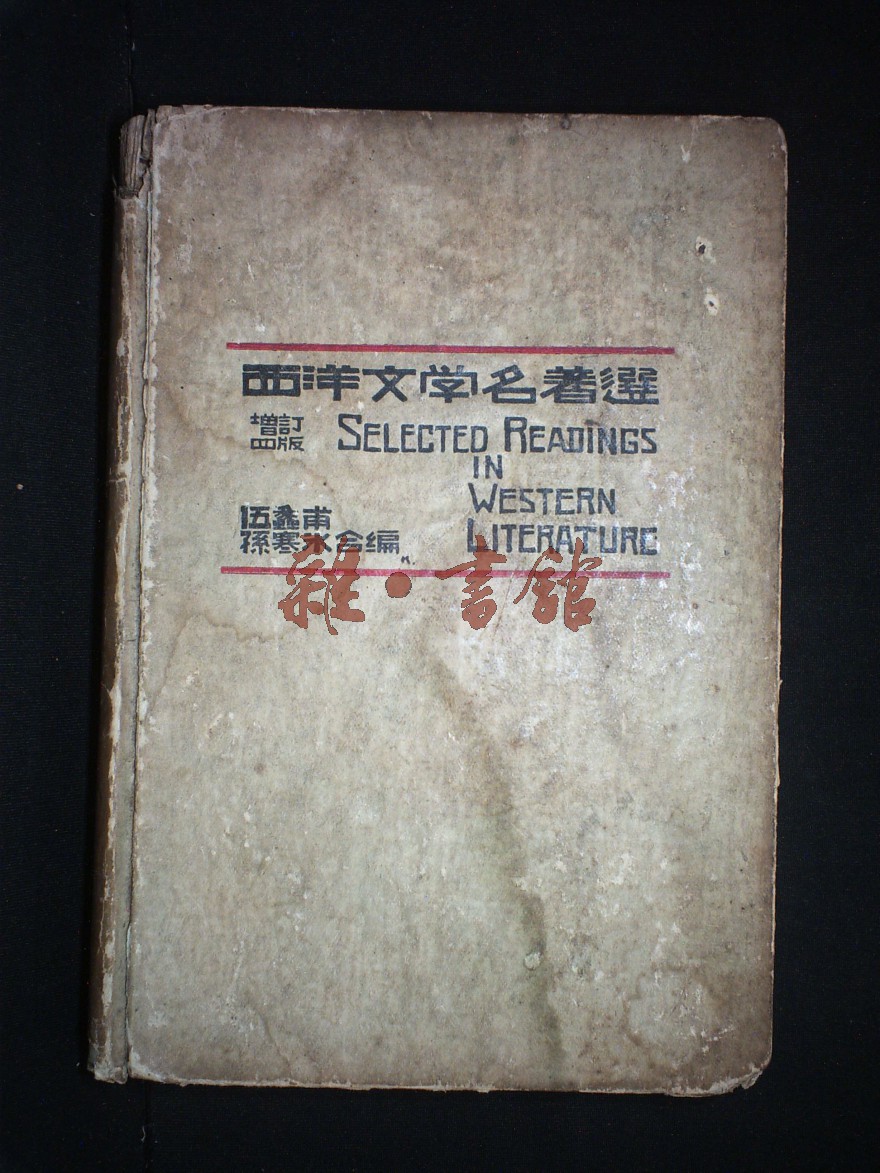 西洋文学名著選
增訂
四版
SELECTED READINGS
IN
WESTERN
LITERATURE
伍蠡甫
孫寒冰合編
K.
雜·書館